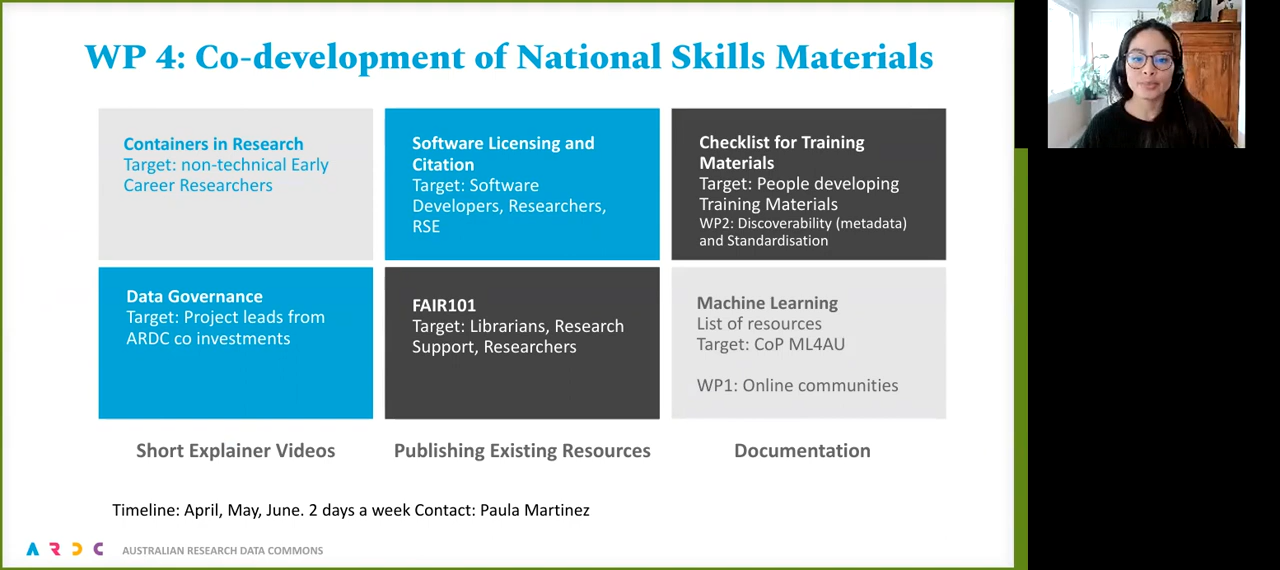 WP 4: Co-development of National Skills Materials
Containers in Research
Target: non-technical Early
Career Researchers
Software Licensing and
Citation
Target: Software
Developers, Researchers,
RSE
Checklist for Training
Materials
Target: People developing
Training Materials
WP2: Discoverability (metadata)
and Standardisation
Data Governance
Target: Project leads from
ARDC co investments
FAIR101
Target: Librarians, Research
Support, Researchers
Machine Learning
List of resources
Target: CoP ML4AU
WP1: Online communities
Short Explainer Videos
Publishing Existing Resources
Documentation
Timeline: April, May, June. 2 days a week Contact: Paula Martinez
ARDC AUSTRALIAN RESEARCH DATA COMMONS